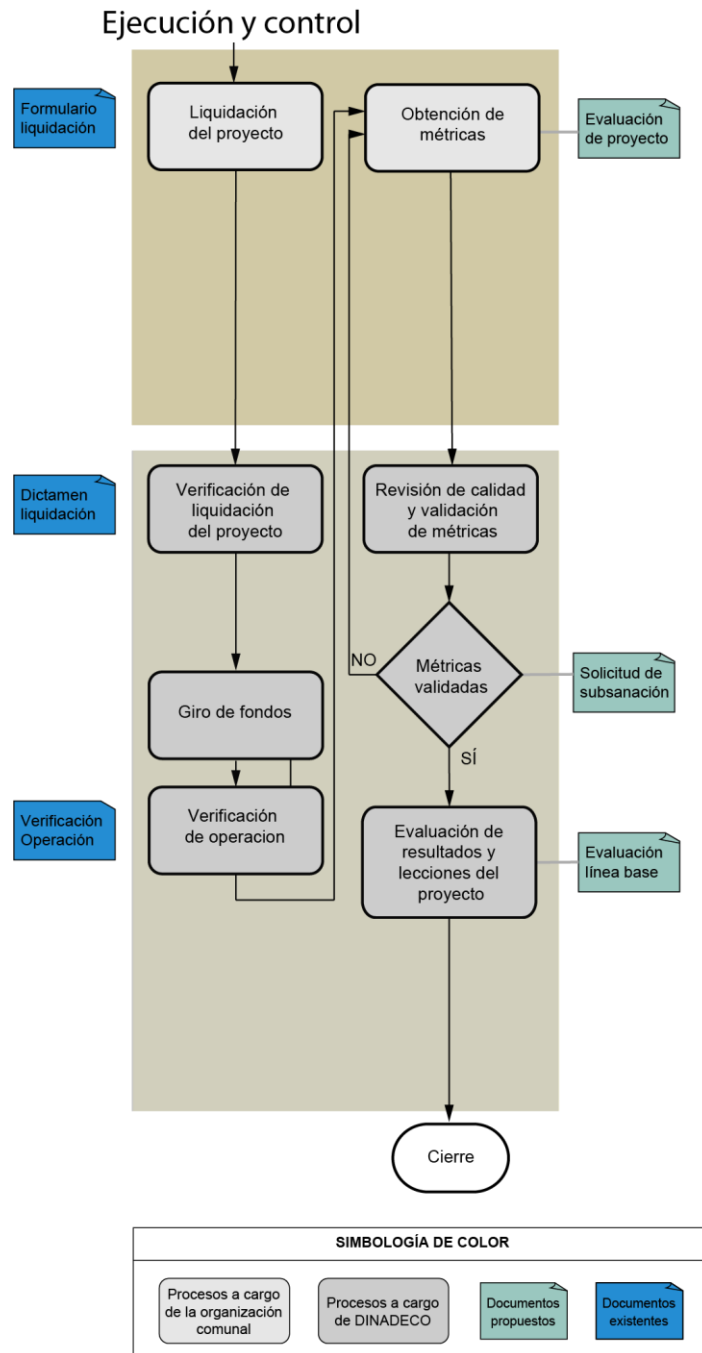 Ejecución y control
Formulario
liquidación
Liquidación
del proyecto
Obtención de
métricas
Evaluación
de proyecto
Dictamen
liquidación
Verificación de
liquidación
del proyecto
Revisión de calidad
y validación
de métricas
NO
Métricas
validadas
Solicitud de
subsanación
Giro de fondos
SÍ
Verificación
Operación
Verificación
de operacion
Evaluación de
resultados y
lecciones del
proyecto
Evaluación
línea base
Cierre
SIMBOLOGÍA DE COLOR
Procesos a cargo
de la organización
comunal
Procesos a cargo
de DINADECO
Documentos
propuestos
Documentos
existentes